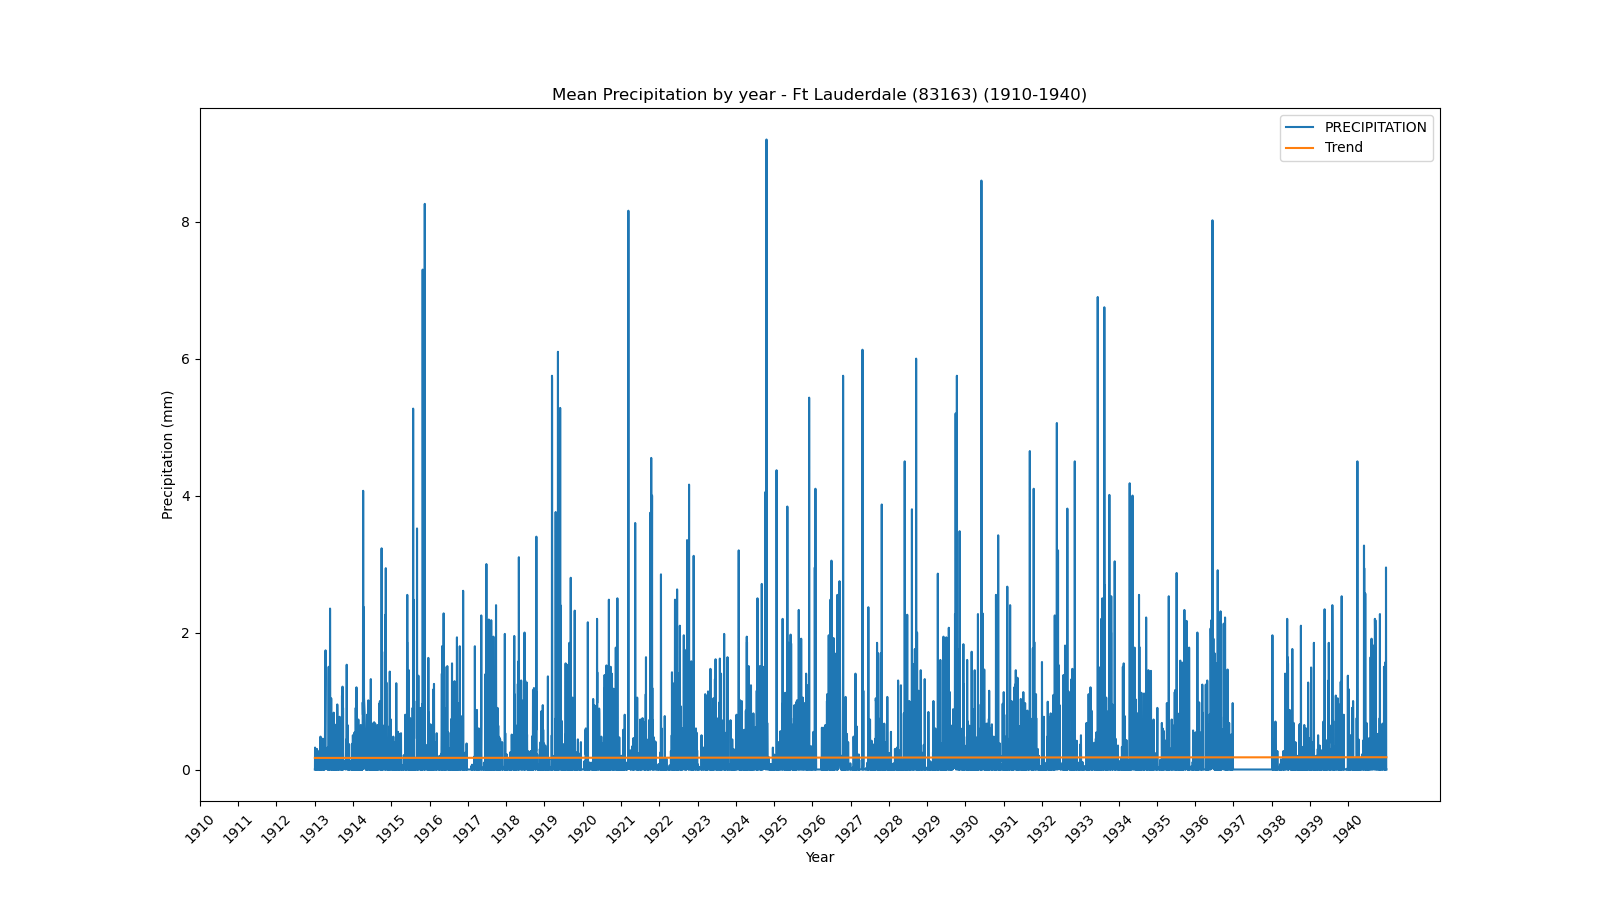 Mean Precipitation by year - Ft Lauderdale (83163) (1910-1940)
PRECIPITATION
Trend
Precipitation (mm)
8
6
4
2
0
1910 1911 1912 1913 1914 1915 1916 1917 1918 1919 1920 1921 1922 1923 1924 1925 1926 1927 1928 1929 1930 1931 1932 1933 1934 1935 1936 1937 1938 1939 1940
Year